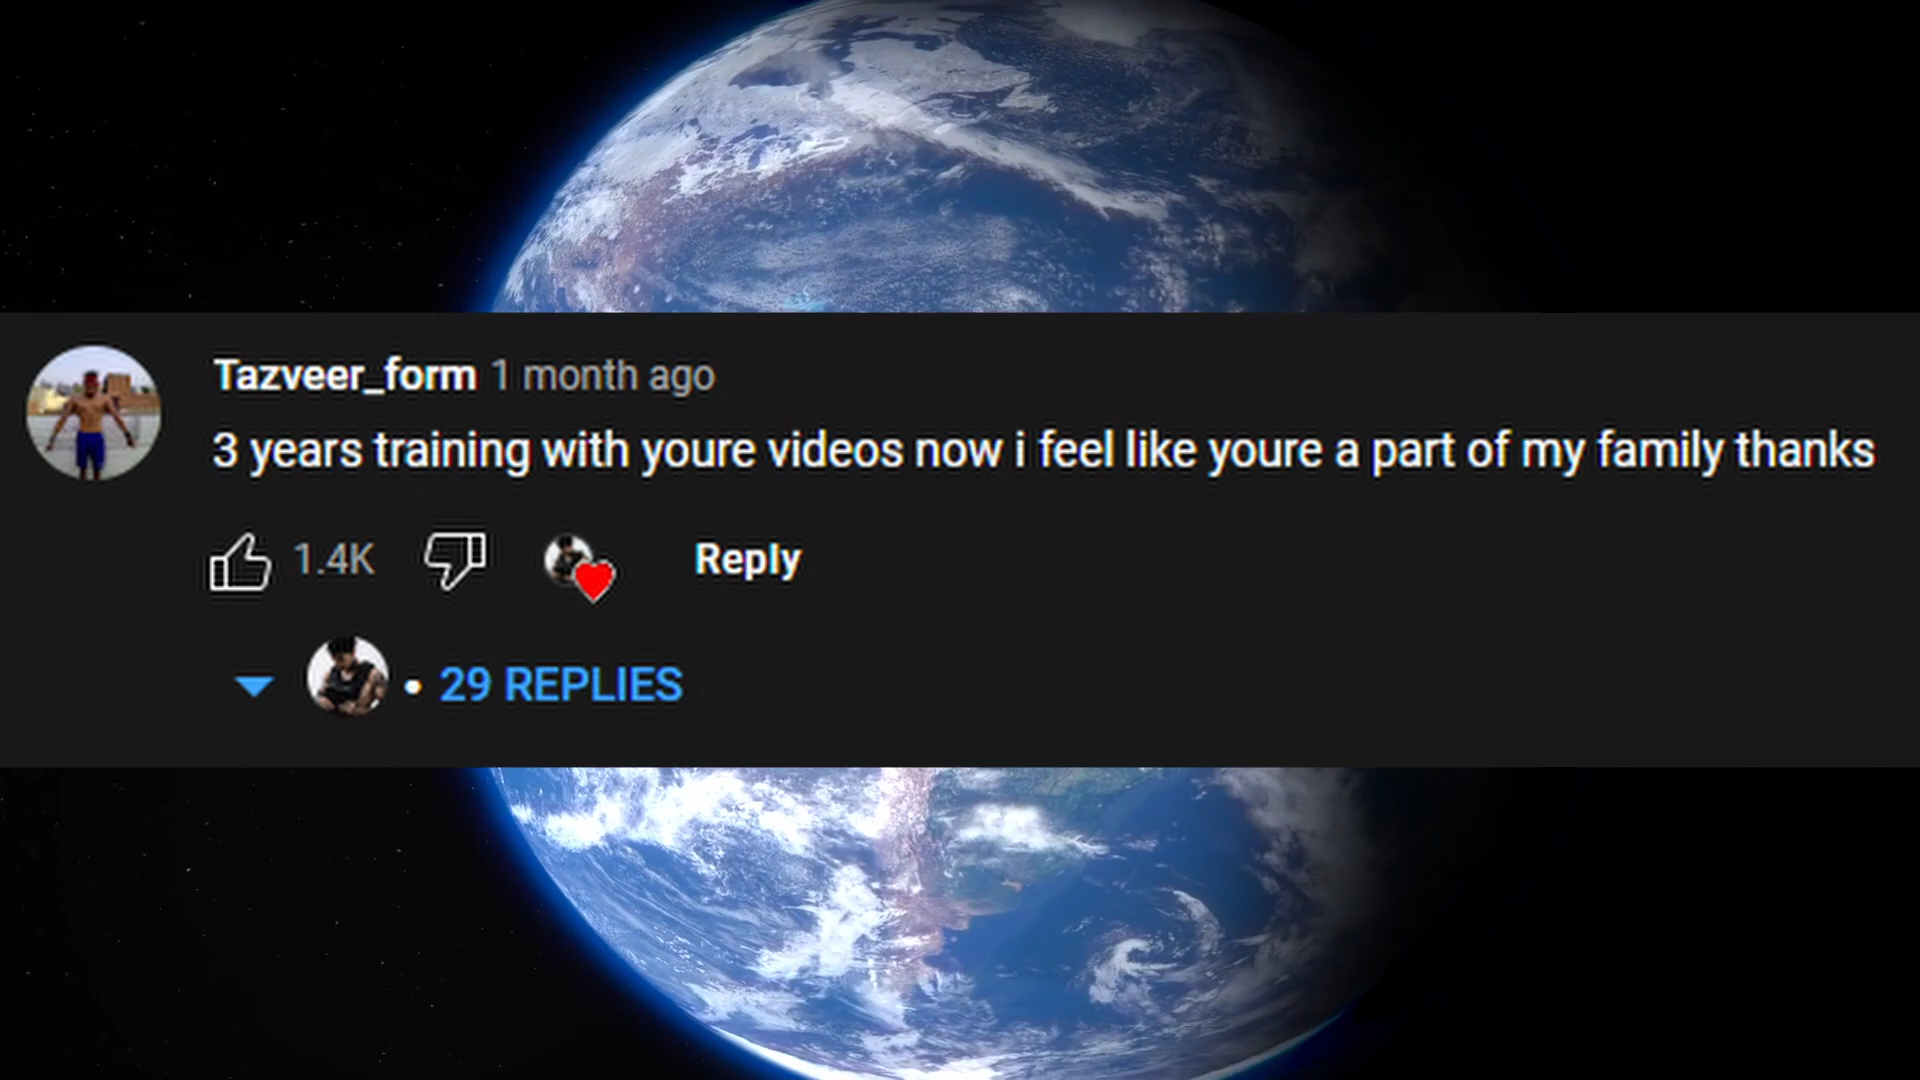 Tazveer_form 1 month ago
3 years training with youre videos now i feel like youre a part of my family thanks
1.4K Reply
• 29 REPLIES